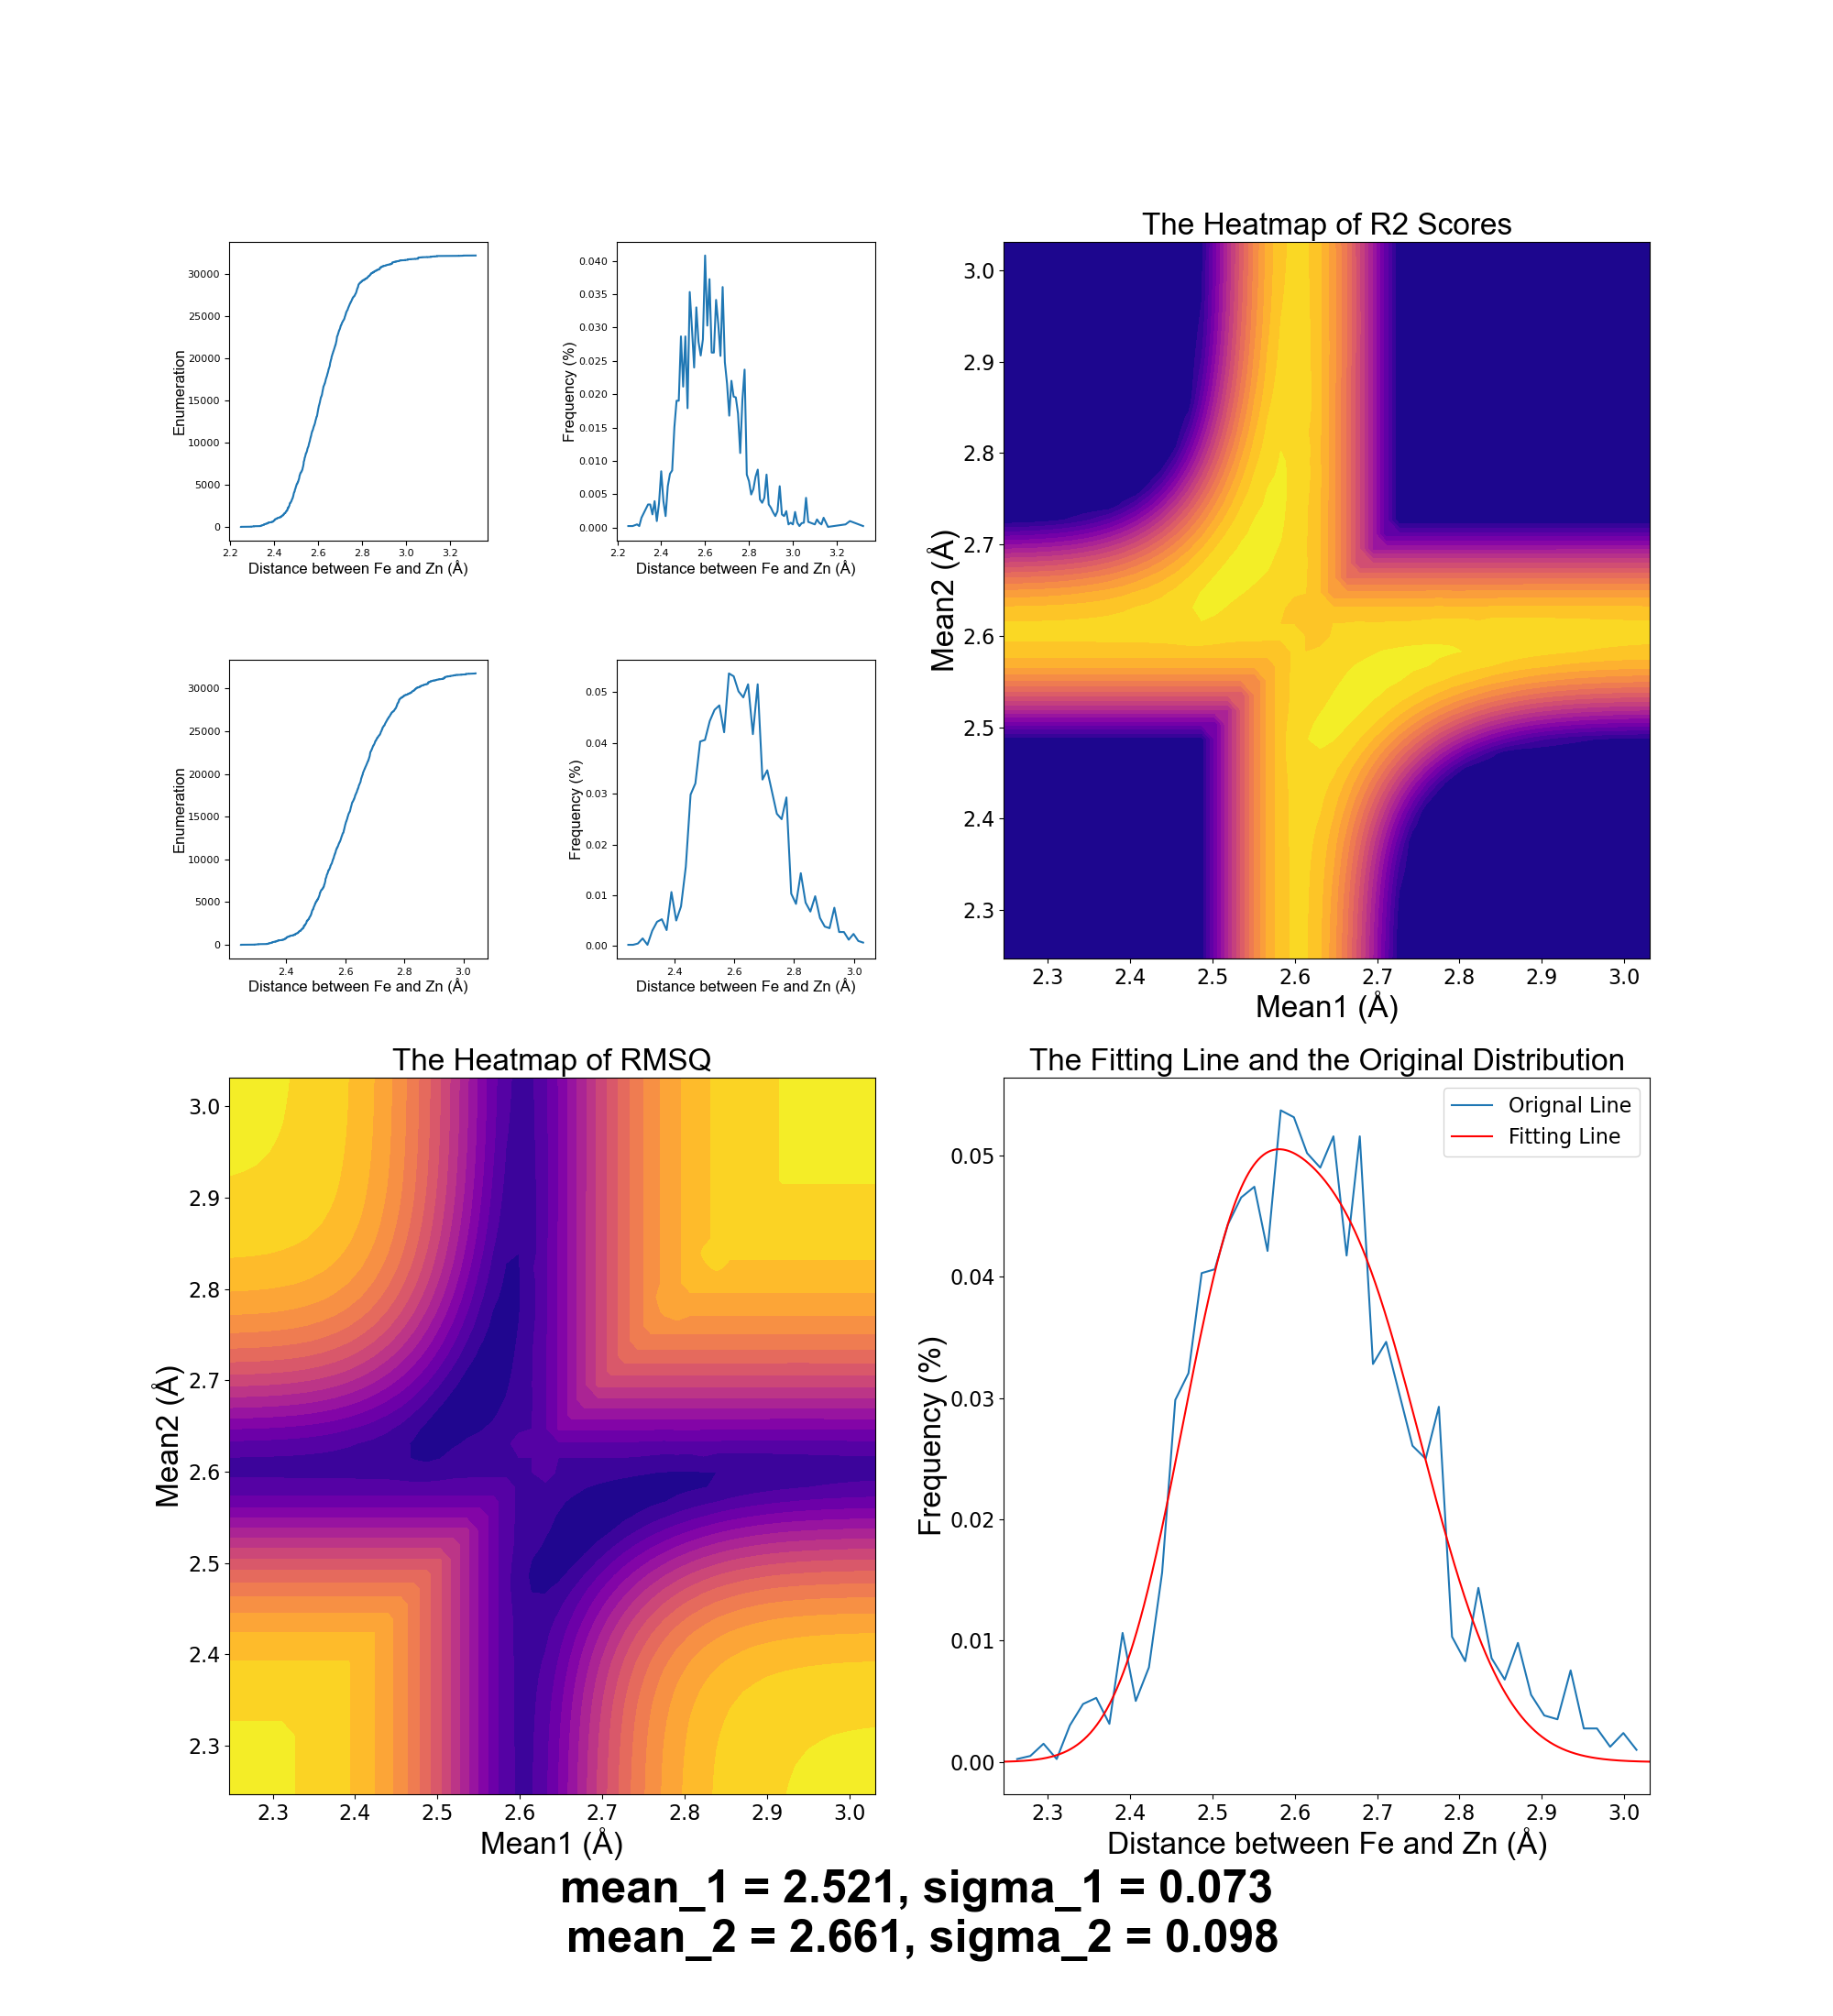 30000
25000
20000
15000
10000
5000
0
Enumeration
2.2 2.4 2.6 2.8 3.0 3.2
Distance between Fe and Zn (Å)
0.040
0.035
0.030
0.025
0.020
0.015
0.010
0.005
0.000
Frequency (%)
2.2 2.4 2.6 2.8 3.0 3.2
Distance between Fe and Zn (Å)
30000
25000
20000
15000
10000
5000
0
Enumeration
2.4 2.6 2.8 3.0
Distance between Fe and Zn (Å)
0.05
0.04
0.03
0.02
0.01
0.00
Frequency (%)
2.4 2.6 2.8 3.0
Distance between Fe and Zn (Å)
The Heatmap of R2 Scores
3.0
2.9
2.8
2.7
2.6
2.5
2.4
2.3
Mean2 (Å)
2.3 2.4 2.5 2.6 2.7 2.8 2.9 3.0
Mean1 (Å)
The Heatmap of RMSQ
3.0
2.9
2.8
2.7
2.6
2.5
2.4
2.3
Mean2 (Å)
2.3 2.4 2.5 2.6 2.7 2.8 2.9 3.0
Mean1 (Å)
The Fitting Line and the Original Distribution
Orignal Line
Fitting Line
0.05
0.04
0.03
0.02
0.01
0.00
Frequency (%)
2.3 2.4 2.5 2.6 2.7 2.8 2.9 3.0
Distance between Fe and Zn (Å)
mean_1 = 2.521, sigma_1 = 0.073
mean_2 = 2.661, sigma_2 = 0.098